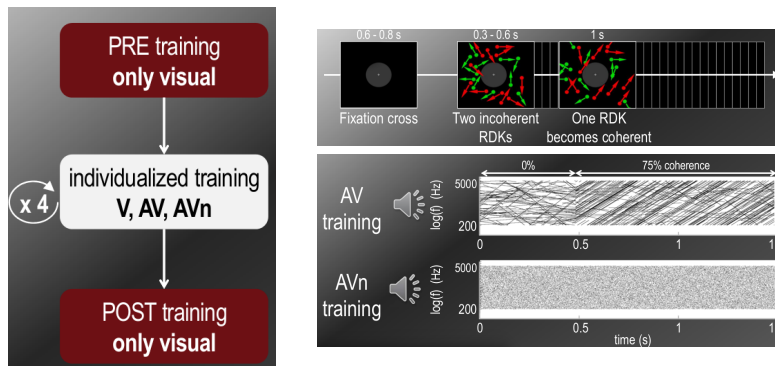 PRE training
only visual
individualized training
V, AV, AVn
x 4
POST training
only visual
0.6 - 0.8 s
0.3 - 0.6 s
1 s
Fixation cross
Two incoherent
RDKs
One RDK
becomes coherent
0%
75% coherence
AV
training
log(f) (Hz)
5000
200
0
0.5
1
1
AVn
training
log(f) (Hz)
5000
200
0
0.5
1
1
time (s)